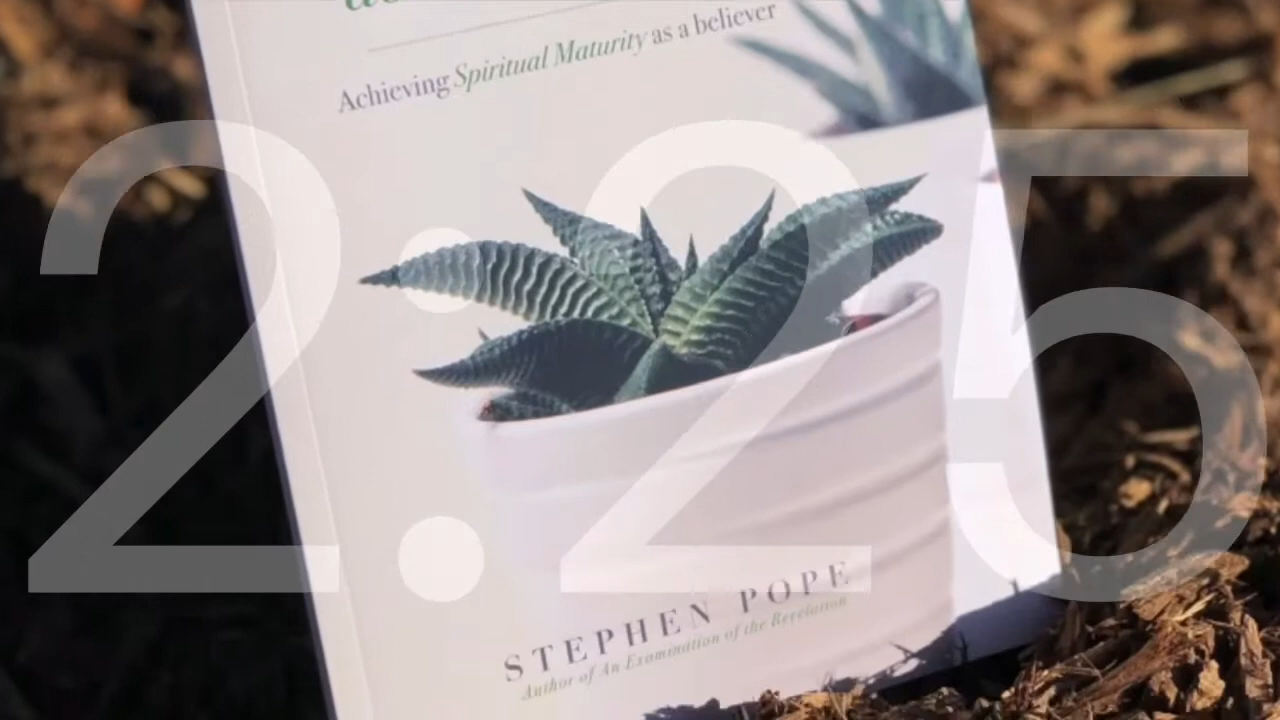 Achieving Spiritual Maturity as a believer
2:25
STEPHEN POPE
Author of An Examination of the Revelation